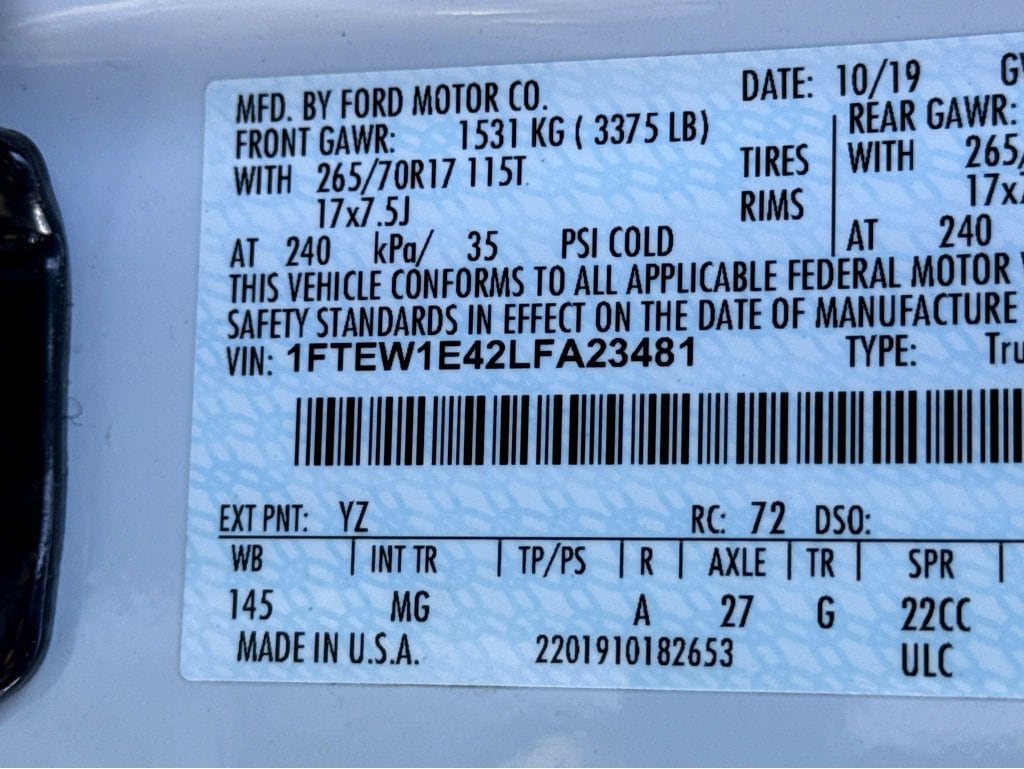 MFD. BY FORD MOTOR CO. DATE: 10/19
FRONT GAWR: 1531 KG ( 3375 LB) REAR GAWR:
WITH 265/70R17 115T TIRES WITH
17x7.5J RIMS
AT 240 kPa/ 35 PSI COLD AT 240
THIS VEHICLE CONFORMS TO ALL APPLICABLE FEDERAL MOTOR
SAFETY STANDARDS IN EFFECT ON THE DATE OF MANUFACTURE
VIN: 1FTEW1E42LFA23481 TYPE:
EXT PNT: YZ RC: 72 DSO:
WB INT TR TP/PS R AXLE TR SPR
145 MG A 27 G 22CC
MADE IN U.S.A. 2201910182653 ULC